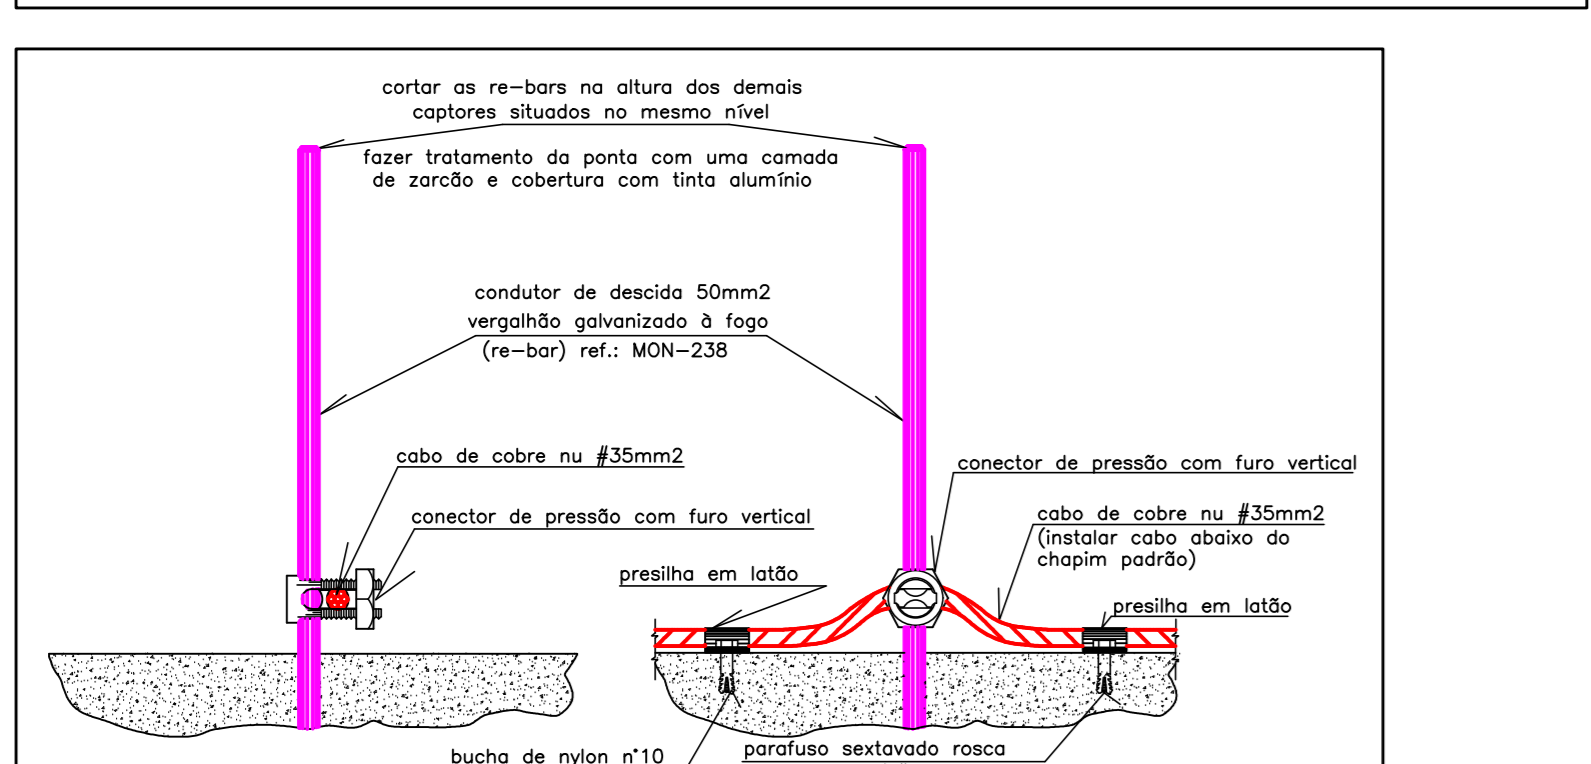 cortar as re-bars na altura dos demais
captores situados no mesmo nível
fazer tratamento da ponta com uma camada
de zarcão e cobertura com tinta alumínio
condutor de descida 50mm2
vergalhão galvanizado à fogo
(re-bar) ref.: MON-238
cabo de cobre nu #35mm2
conector de pressão com furo vertical
conector de pressão com furo vertical
cabo de cobre nu #35mm2
(instalar cabo abaixo do
chapim padrão)
presilha em latão
presilha em latão
bucha de nylon n°10
parafuso sextavado rosca